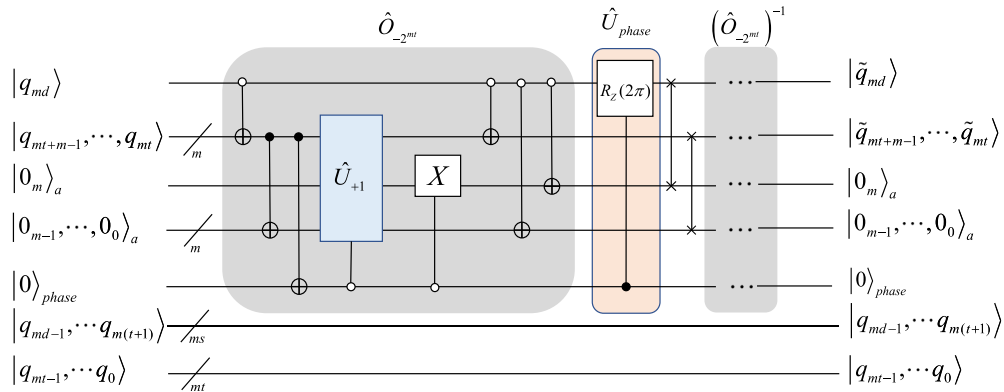 Ô_{-2^{mt}} Û_{phase} (Ô_{-2^{mt}})^{-1}
|q_{md}⟩ R_Z(2π) ... |q̃_{md}⟩
|q_{mt+m-1},⋯,q_{mt}⟩ m ... |q̃_{mt+m-1},⋯,q̃_{mt}⟩
|0_m⟩_a Û_{+1} X ... |0_m⟩_a
|0_{m-1},⋯,0_0⟩_a m ... |0_{m-1},⋯,0_0⟩_a
|0⟩_{phase} ... |0⟩_{phase}
|q_{md-1},⋯q_{m(t+1)}⟩ ms |q_{md-1},⋯q_{m(t+1)}⟩
|q_{mt-1},⋯q_0⟩ mt |q_{mt-1},⋯q_0⟩